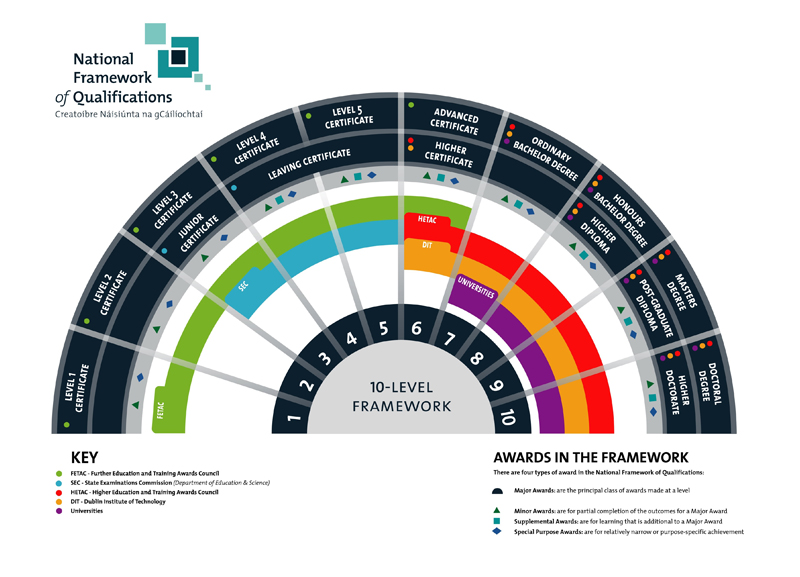 National
Framework
of Qualifications
Creatoibre Náisiúnta na gCáilíochtaí
LEVEL 1
CERTIFICATE
LEVEL 2
CERTIFICATE
LEVEL 3
CERTIFICATE
JUNIOR
CERTIFICATE
LEVEL 4
CERTIFICATE
LEVEL 5
CERTIFICATE
LEAVING CERTIFICATE
ADVANCED
CERTIFICATE
HIGHER
CERTIFICATE
ORDINARY
BACHELOR DEGREE
HONOURS
BACHELOR DEGREE
HIGHER
DIPLOMA
MASTERS
DEGREE
POST-GRADUATE
DIPLOMA
DOCTORAL
DEGREE
HIGHER
DOCTORATE
FETAC
SEC
HETAC
DIT
UNIVERSITIES
1
2
3
4
5
6
7
8
9
10
10-LEVEL
FRAMEWORK
KEY
FETAC - Further Education and Training Awards Council
SEC - State Examinations Commission (Department of Education & Science)
HETAC - Higher Education and Training Awards Council
DIT - Dublin Institute of Technology
Universities
AWARDS IN THE FRAMEWORK
There are four types of award in the National Framework of Qualifications:
Major Awards: are the principal class of awards made at a level
Minor Awards: are for partial completion of the outcomes for a Major Award
Supplemental Awards: are for learning that is additional to a Major Award
Special Purpose Awards: are for relatively narrow or purpose-specific achievement